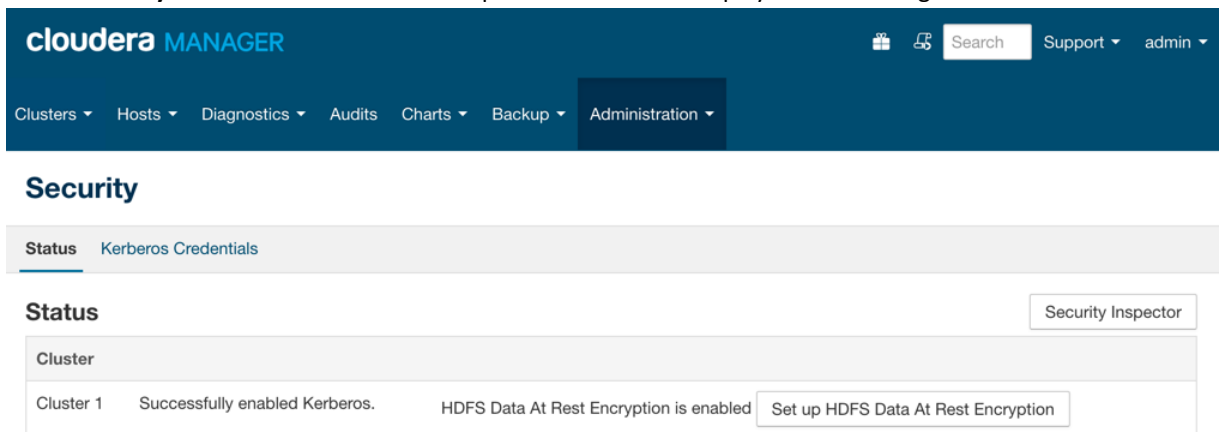 cloudera MANAGER
Search Support admin
Clusters Hosts Diagnostics Audits Charts Backup Administration
Security
Status Kerberos Credentials
Status Security Inspector
Cluster
Cluster 1 Successfully enabled Kerberos. HDFS Data At Rest Encryption is enabled Set up HDFS Data At Rest Encryption